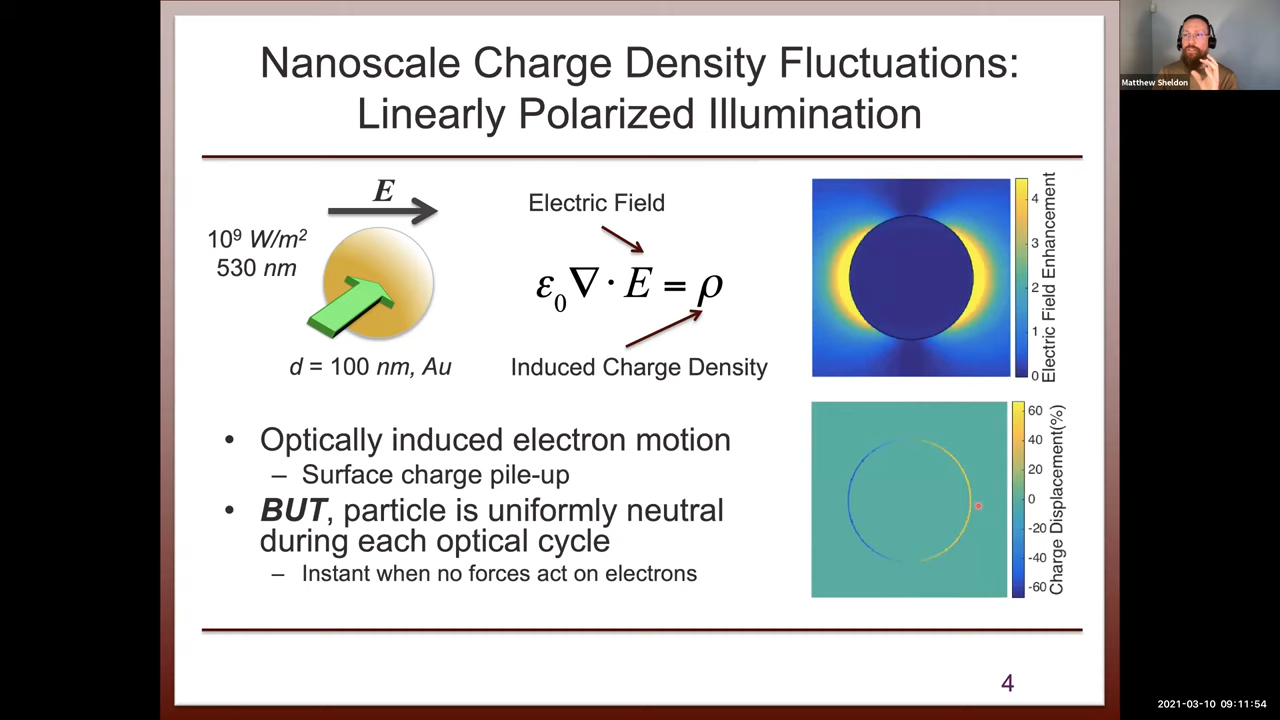 Nanoscale Charge Density Fluctuations:
Linearly Polarized Illumination
Matthew Sheldon
E
10⁹ W/m²
530 nm
d = 100 nm, Au
Electric Field
ε₀∇·E = ρ
Induced Charge Density
4
3
2
1
0
Electric Field Enhancement
60
40
20
0
-20
-40
-60
Charge Displacement(%)
• Optically induced electron motion
– Surface charge pile-up
• BUT, particle is uniformly neutral
during each optical cycle
– Instant when no forces act on electrons
4
2021-03-10 09:11:54